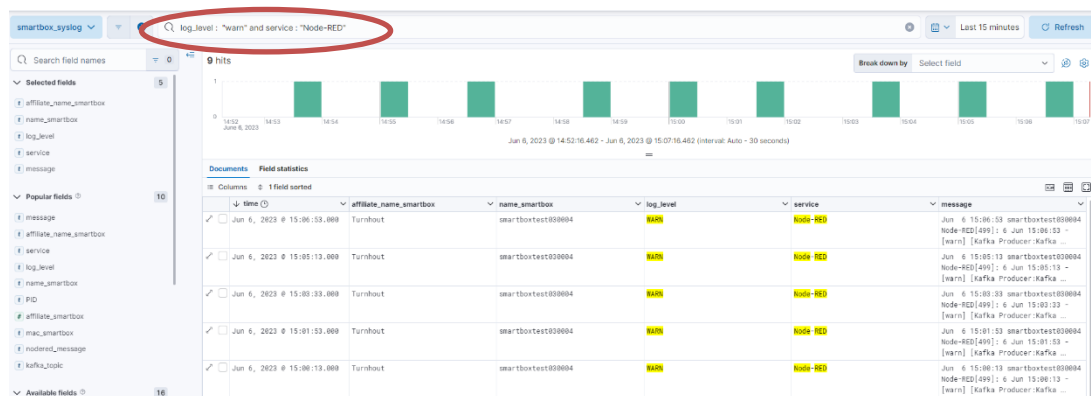 smartbox_syslog
log_level : "warn" and service : "Node-RED"
Last 15 minutes
Refresh
Search field names
0
9 hits
Break down by
Select field
Selected fields
5
affiliate_name_smartbox
name_smartbox
log_level
service
message
Popular fields
10
message
affiliate_name_smartbox
service
log_level
name_smartbox
PID
affiliate_smartbox
mac_smartbox
nodered_message
kafka_topic
Available fields
16
1
0
14:52 14:53 14:54 14:55 14:56 14:57 14:58 14:59 15:00 15:01 15:02 15:03 15:04 15:05 15:06 15:07
June 6, 2023
Jun 6, 2023 @ 14:52:16.462 - Jun 6, 2023 @ 15:07:16.462 (interval: Auto - 30 seconds)
Documents Field statistics
Columns 1 field sorted
time affiliate_name_smartbox name_smartbox log_level service message
Jun 6, 2023 @ 15:06:53.000 Turnhout smartboxtest030004 WARN Node-RED Jun 6 15:06:53 smartboxtest030004
Node-RED[499]: 6 Jun 15:06:53 -
[warn] [Kafka Producer:Kafka ...
Jun 6, 2023 @ 15:05:13.000 Turnhout smartboxtest030004 WARN Node-RED Jun 6 15:05:13 smartboxtest030004
Node-RED[499]: 6 Jun 15:05:13 -
[warn] [Kafka Producer:Kafka ...
Jun 6, 2023 @ 15:03:33.000 Turnhout smartboxtest030004 WARN Node-RED Jun 6 15:03:33 smartboxtest030004
Node-RED[499]: 6 Jun 15:03:33 -
[warn] [Kafka Producer:Kafka ...
Jun 6, 2023 @ 15:01:53.000 Turnhout smartboxtest030004 WARN Node-RED Jun 6 15:01:53 smartboxtest030004
Node-RED[499]: 6 Jun 15:01:53 -
[warn] [Kafka Producer:Kafka ...
Jun 6, 2023 @ 15:00:13.000 Turnhout smartboxtest030004 WARN Node-RED Jun 6 15:00:13 smartboxtest030004
Node-RED[499]: 6 Jun 15:00:13 -
[warn] [Kafka Producer:Kafka ...